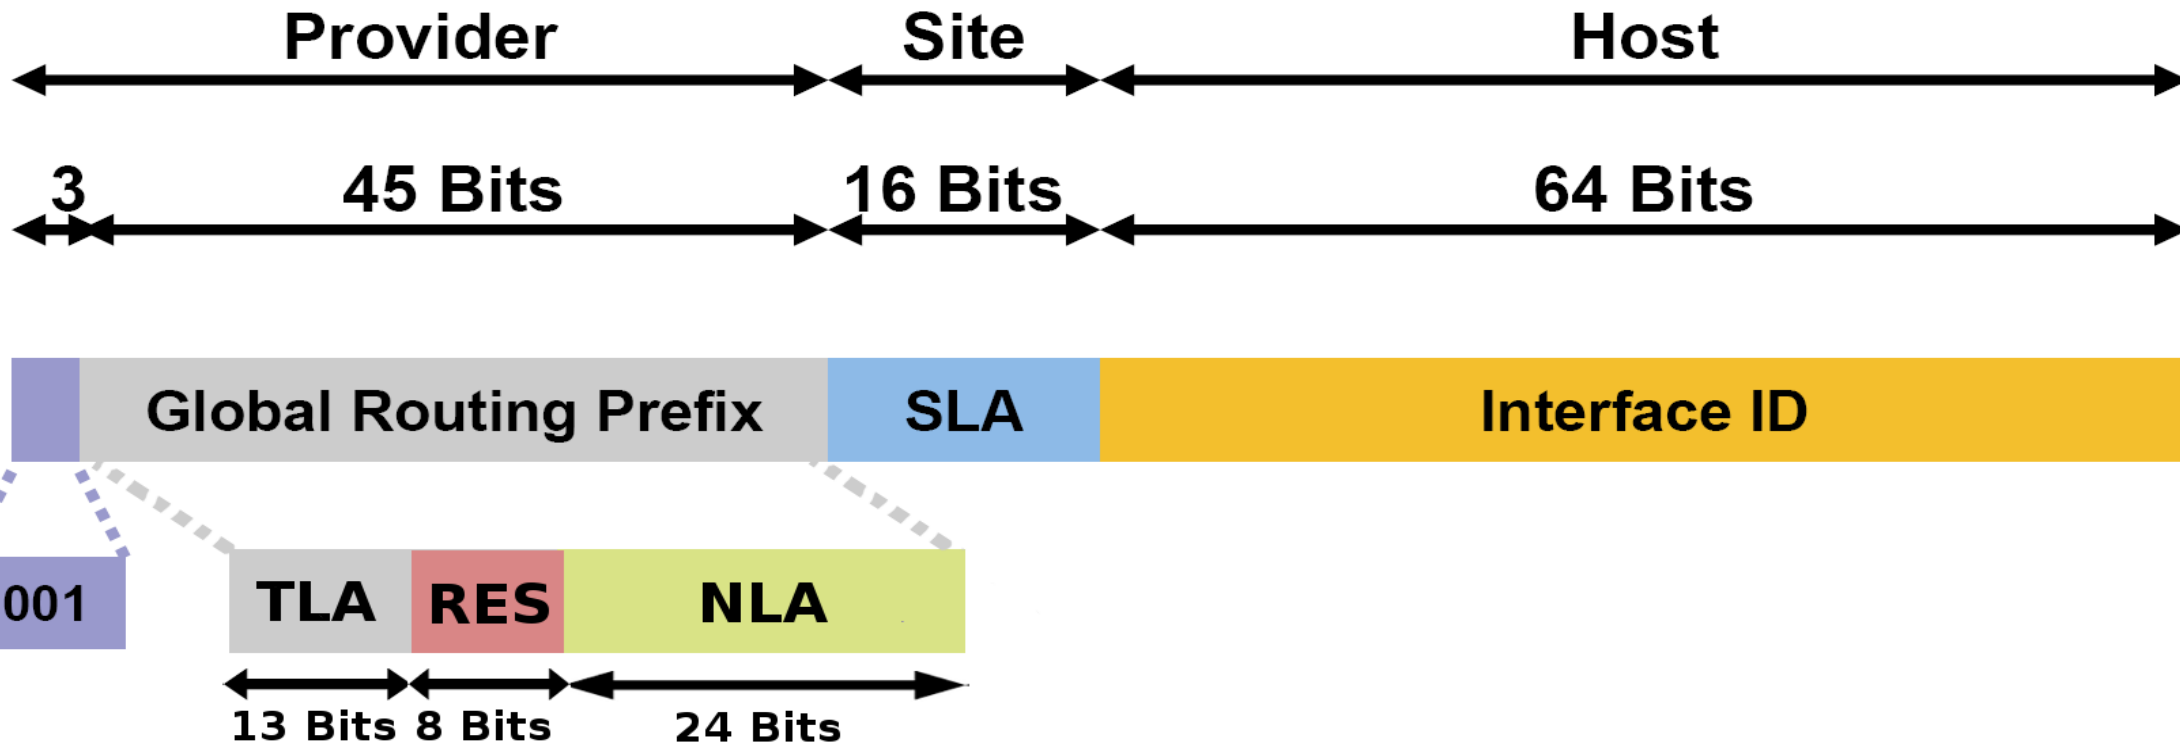 Provider Site Host
3 45 Bits 16 Bits 64 Bits
Global Routing Prefix SLA Interface ID
001 TLA RES NLA
13 Bits 8 Bits 24 Bits